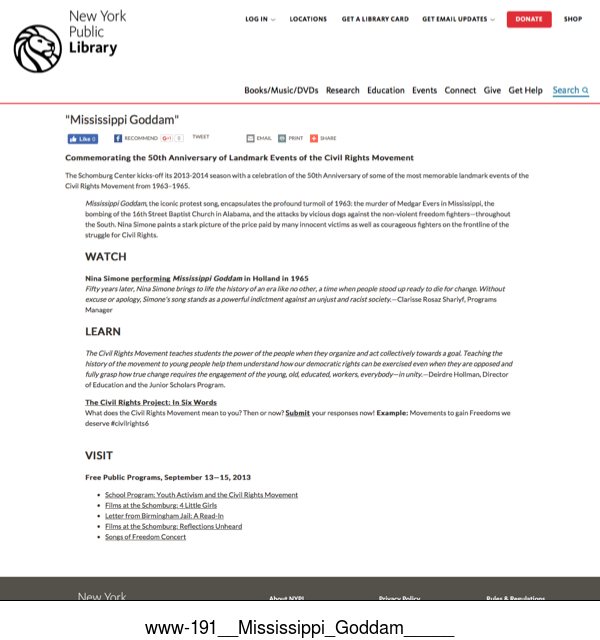 New York
Public
Library
LOG IN
LOCATIONS
GET A LIBRARY CARD
GET EMAIL UPDATES
DONATE
SHOP
Books/Music/DVDs Research Education Events Connect Give Get Help Search
"Mississippi Goddam"
Like 0
RECOMMEND
G+1 0
TWEET
EMAIL
PRINT
SHARE
Commemorating the 50th Anniversary of Landmark Events of the Civil Rights Movement
The Schomburg Center kicks-off its 2013-2014 season with a celebration of the 50th Anniversary of some of the most memorable landmark events of the
Civil Rights Movement from 1963-1965.
Mississippi Goddam, the iconic protest song, encapsulates the profound turmoil of 1963: the murder of Medgar Evers in Mississippi, the
bombing of the 16th Street Baptist Church in Alabama, and the attacks by vicious dogs against the non-violent freedom fighters—throughout
the South. Nina Simone paints a stark picture of the price paid by many innocent victims as well as courageous fighters on the frontline of the
struggle for Civil Rights.
WATCH
Nina Simone performing Mississippi Goddam in Holland in 1965
Fifty years later, Nina Simone brings to life the history of an era like no other, a time when people stood up ready to die for change. Without
excuse or apology, Simone's song stands as a powerful indictment against an unjust and racist society.—Clarisse Rosaz Shariyf, Programs
Manager
LEARN
The Civil Rights Movement teaches students the power of the people when they organize and act collectively towards a goal. Teaching the
history of the movement to young people help them understand how our democratic rights can be exercised even when they are opposed and
fully grasp how true change requires the engagement of the young, old, educated, workers, everybody—in unity.—Deirdre Hollman, Director
of Education and the Junior Scholars Program.
The Civil Rights Project: In Six Words
What does the Civil Rights Movement mean to you? Then or now? Submit your responses now! Example: Movements to gain Freedoms we
deserve #civilrights6
VISIT
Free Public Programs, September 13—15, 2013
• School Program: Youth Activism and the Civil Rights Movement
• Films at the Schomburg: 4 Little Girls
• Letter from Birmingham Jail: A Read-In
• Films at the Schomburg: Reflections Unheard
• Songs of Freedom Concert
New York
About NYPL
Privacy Policy
Rules & Regulations
www-191__Mississippi_Goddam_____